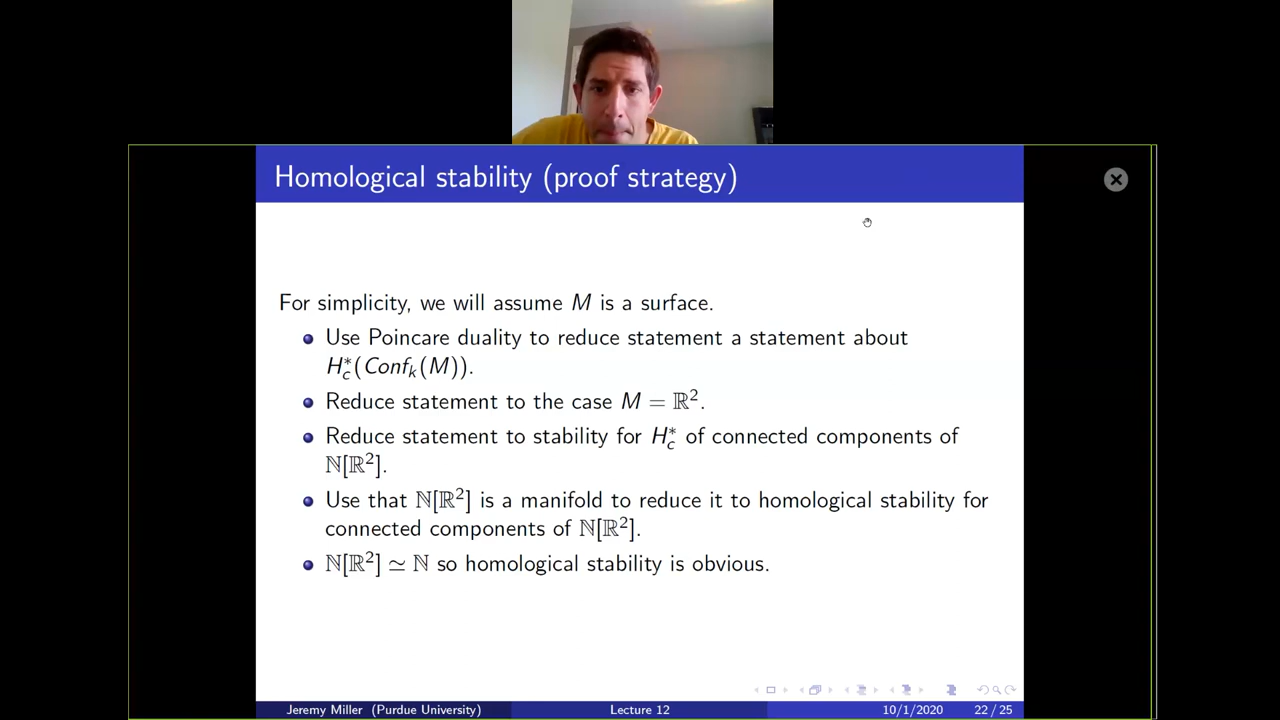 Homological stability (proof strategy)
For simplicity, we will assume M is a surface.
Use Poincare duality to reduce statement a statement about
H*c(Confk(M)).
Reduce statement to the case M = ℝ².
Reduce statement to stability for H*c of connected components of
ℕ[ℝ²].
Use that ℕ[ℝ²] is a manifold to reduce it to homological stability for
connected components of ℕ[ℝ²].
ℕ[ℝ²] ≃ ℕ so homological stability is obvious.
Jeremy Miller (Purdue University) Lecture 12 10/1/2020 22 / 25